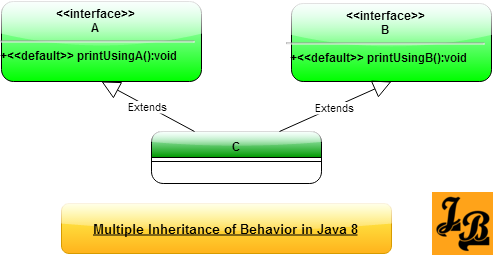 <<interface>>
A
+<<default>> printUsingA():void
<<interface>>
B
+<<default>> printUsingB():void
Extends
Extends
C
Multiple Inheritance of Behavior in Java 8
JB